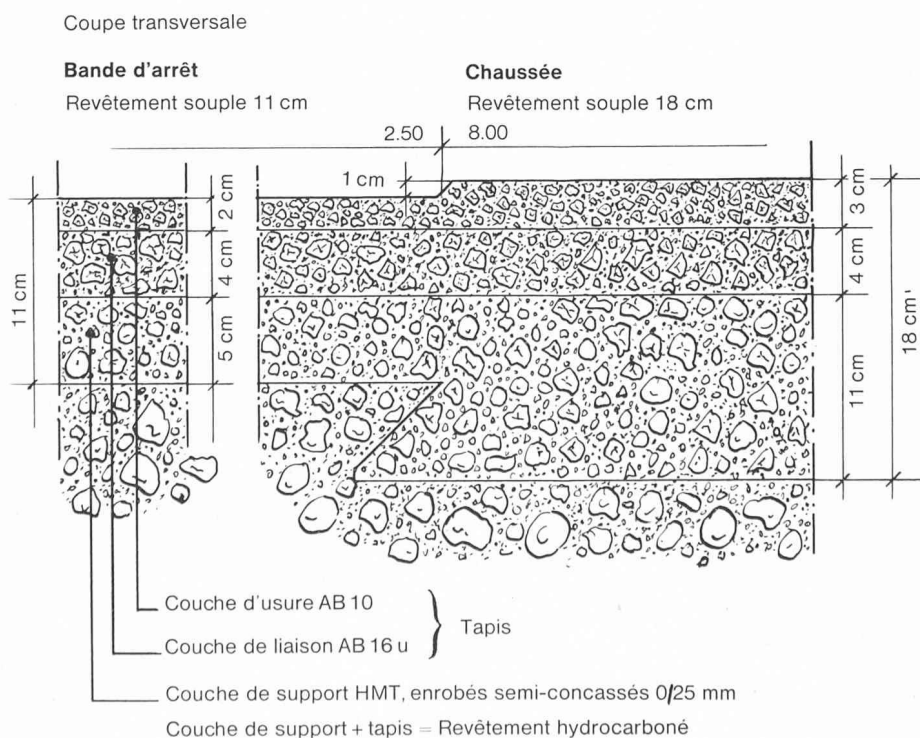 Coupe transversale
Bande d'arrêt
Revêtement souple 11 cm
Chaussée
Revêtement souple 18 cm
2.50
8.00
1 cm
2 cm
4 cm
5 cm
11 cm
3 cm
4 cm
11 cm
18 cm
Couche d'usure AB 10
Couche de liaison AB 16 u
Tapis
Couche de support HMT, enrobés semi-concassés 0/25 mm
Couche de support + tapis = Revêtement hydrocarboné